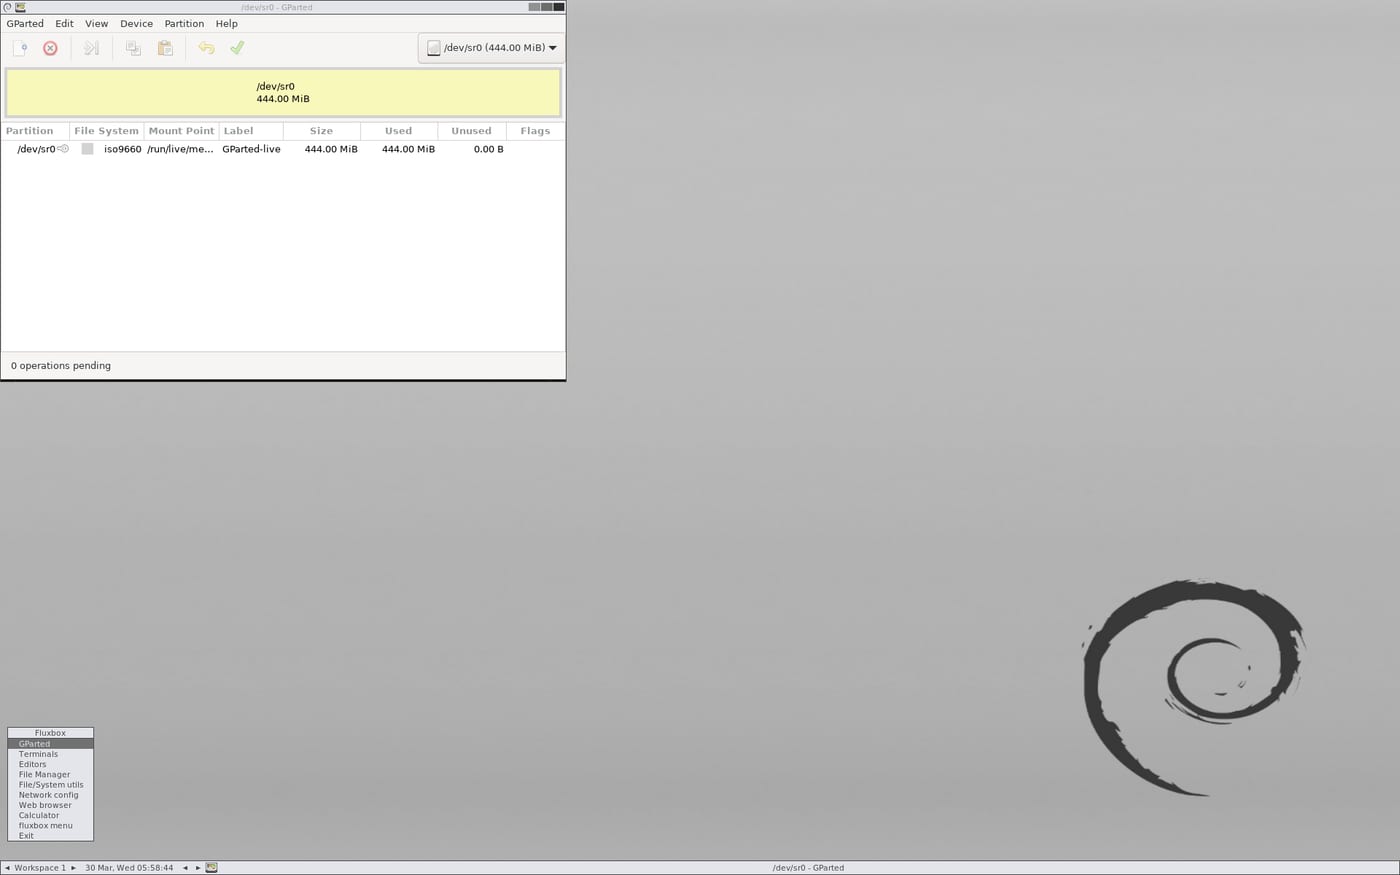 /dev/sr0 - GParted
GParted Edit View Device Partition Help
/dev/sr0 (444.00 MiB)
/dev/sr0
444.00 MiB
Partition File System Mount Point Label Size Used Unused Flags
/dev/sr0 iso9660 /run/live/me... GParted-live 444.00 MiB 444.00 MiB 0.00 B
0 operations pending
Fluxbox
GParted
Terminals
Editors
File Manager
File/System utils
Network config
Web browser
Calculator
fluxbox menu
Exit
Workspace 1 30 Mar, Wed 05:58:44 /dev/sr0 - GParted